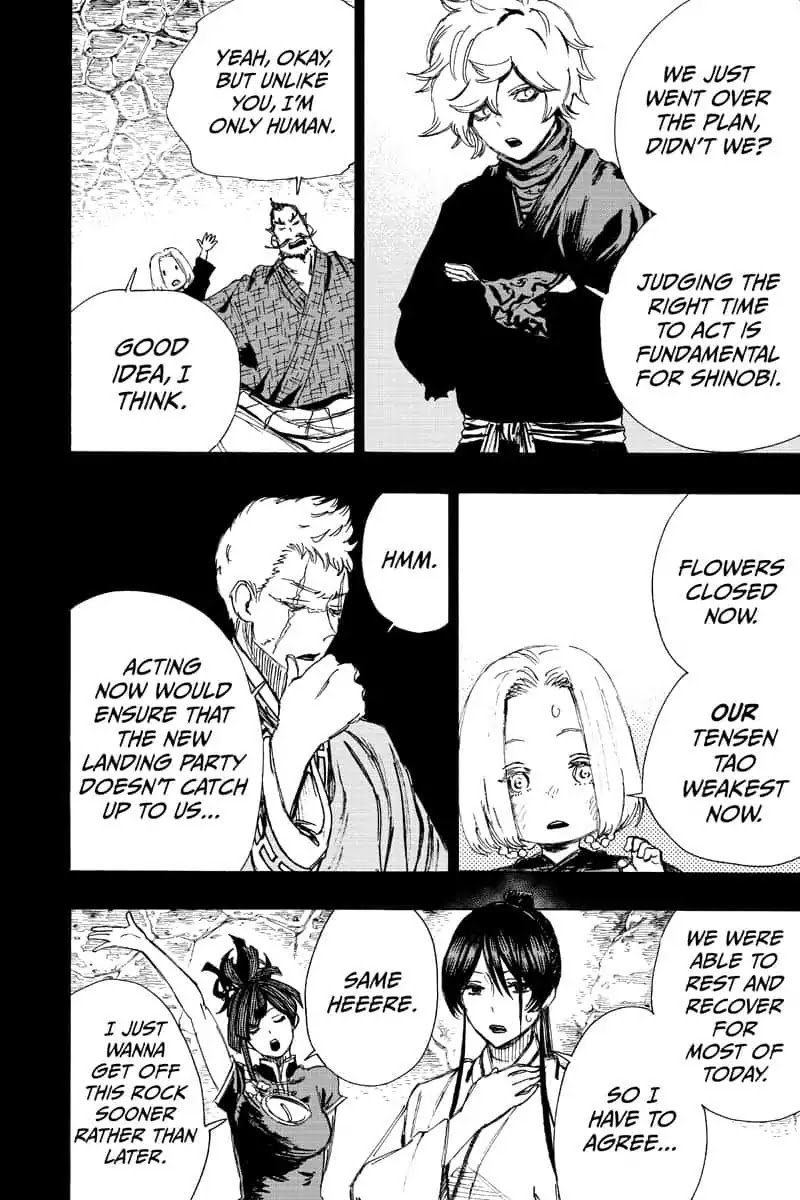 WE JUST
WENT OVER
THE PLAN,
DIDN'T WE?
JUDGING THE
RIGHT TIME
TO ACT IS
FUNDAMENTAL
FOR SHINOBI.
YEAH, OKAY,
BUT UNLIKE
YOU, I'M
ONLY HUMAN.
GOOD
IDEA, I
THINK.
FLOWERS
CLOSED
NOW.
OUR
TENSEN
TAO
WEAKEST
NOW.
HMM.
ACTING
NOW WOULD
ENSURE THAT
THE NEW
LANDING PARTY
DOESN'T CATCH
UP TO US...
WE WERE
ABLE TO
REST AND
RECOVER
FOR
MOST OF
TODAY.
SO I
HAVE TO
AGREE...
SAME
HEEERE.
I JUST
WANNA
GET OFF
THIS ROCK
SOONER
RATHER THAN
LATER.